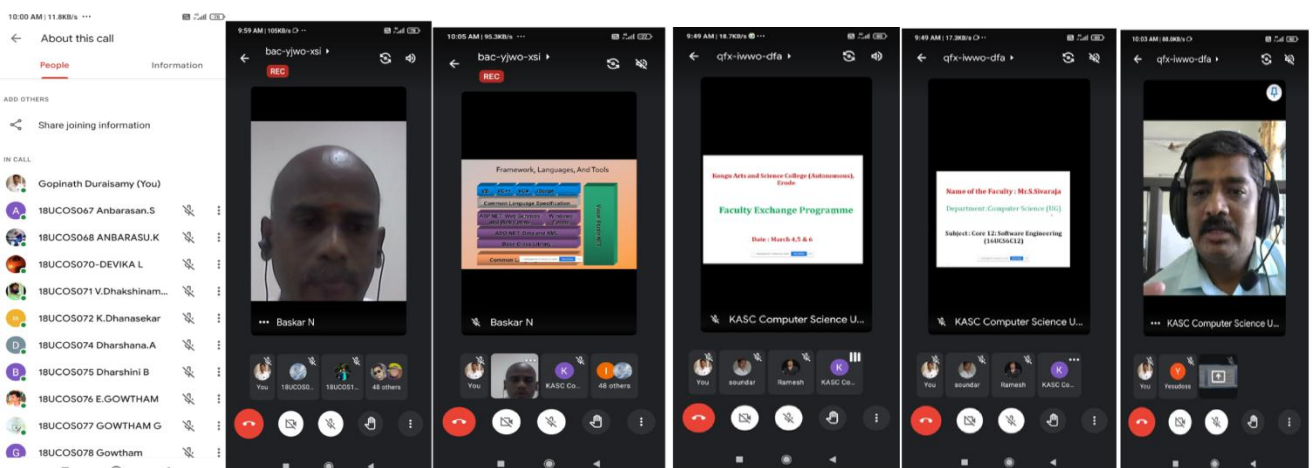 10:00 AM | 11.8KB/s ···
About this call
People
Information
ADD OTHERS
Share joining information
IN CALL
Gopinath Duraisamy (You)
A 18UCOS067 Anbarasan.S
18UCOS068 ANBARASU.K
18UCOS070-DEVIKA L
18UCOS071 V.Dhakshinam...
18UCOS072 K.Dhanasekar
D 18UCOS074 Dharshana.A
B 18UCOS075 Dharshini B
18UCOS076 E.GOWTHAM
18UCOS077 GOWTHAM G
G 18UCOS078 Gowtham
9:59 AM | 105KB/s ···
bac-yjwo-xsi
REC
··· Baskar N
You
18UCOS0...
18UCOS1...
48 others
10:05 AM | 95.3KB/s ···
bac-yjwo-xsi
REC
Framework, Languages, And Tools
Common Language Specification
ADO.NET: Data and XML
Base Class Library
Baskar N
You
K
KASC Co...
48 others
9:49 AM | 18.7KB/s ···
qfx-iwwo-dfa
Kongu Arts and Science College (Autonomous),
Erode
Faculty Exchange Programme
Date : March 4,5 & 6
KASC Computer Science U...
You
soundar
Ramesh
K
KASC Co...
9:49 AM | 17.3KB/s ···
qfx-iwwo-dfa
Name of the Faculty : Mr.S.Sivaraja
Department: Computer Science (UG)
Subject: Core 12: Software Engineering
(16UCS6C12)
KASC Computer Science U...
You
soundar
Ramesh
K
KASC Co...
10:03 AM | 88.0KB/s ···
qfx-iwwo-dfa
··· KASC Computer Science U...
You
Y
Yesudoss